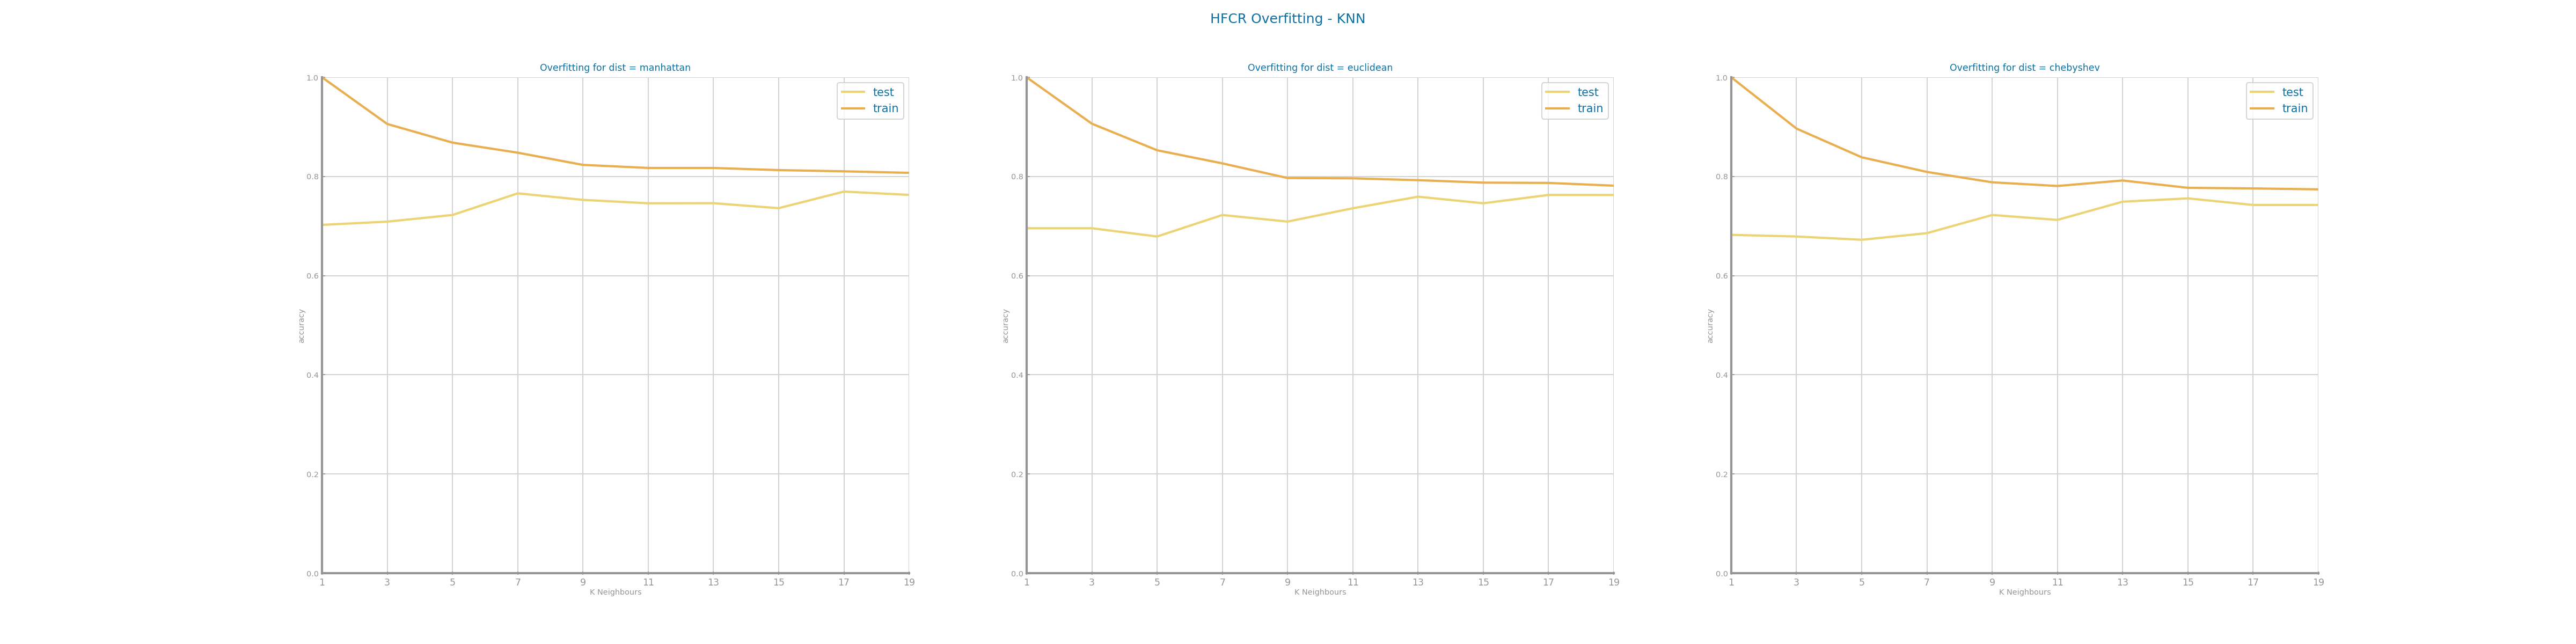 HFCR Overfitting - KNN
Overfitting for dist = manhattan
1.0
0.8
0.6
0.4
0.2
0.0
accuracy
test
train
1 3 5 7 9 11 13 15 17 19
K Neighbours
Overfitting for dist = euclidean
1.0
0.8
0.6
0.4
0.2
0.0
accuracy
test
train
1 3 5 7 9 11 13 15 17 19
K Neighbours
Overfitting for dist = chebyshev
1.0
0.8
0.6
0.4
0.2
0.0
accuracy
test
train
1 3 5 7 9 11 13 15 17 19
K Neighbours